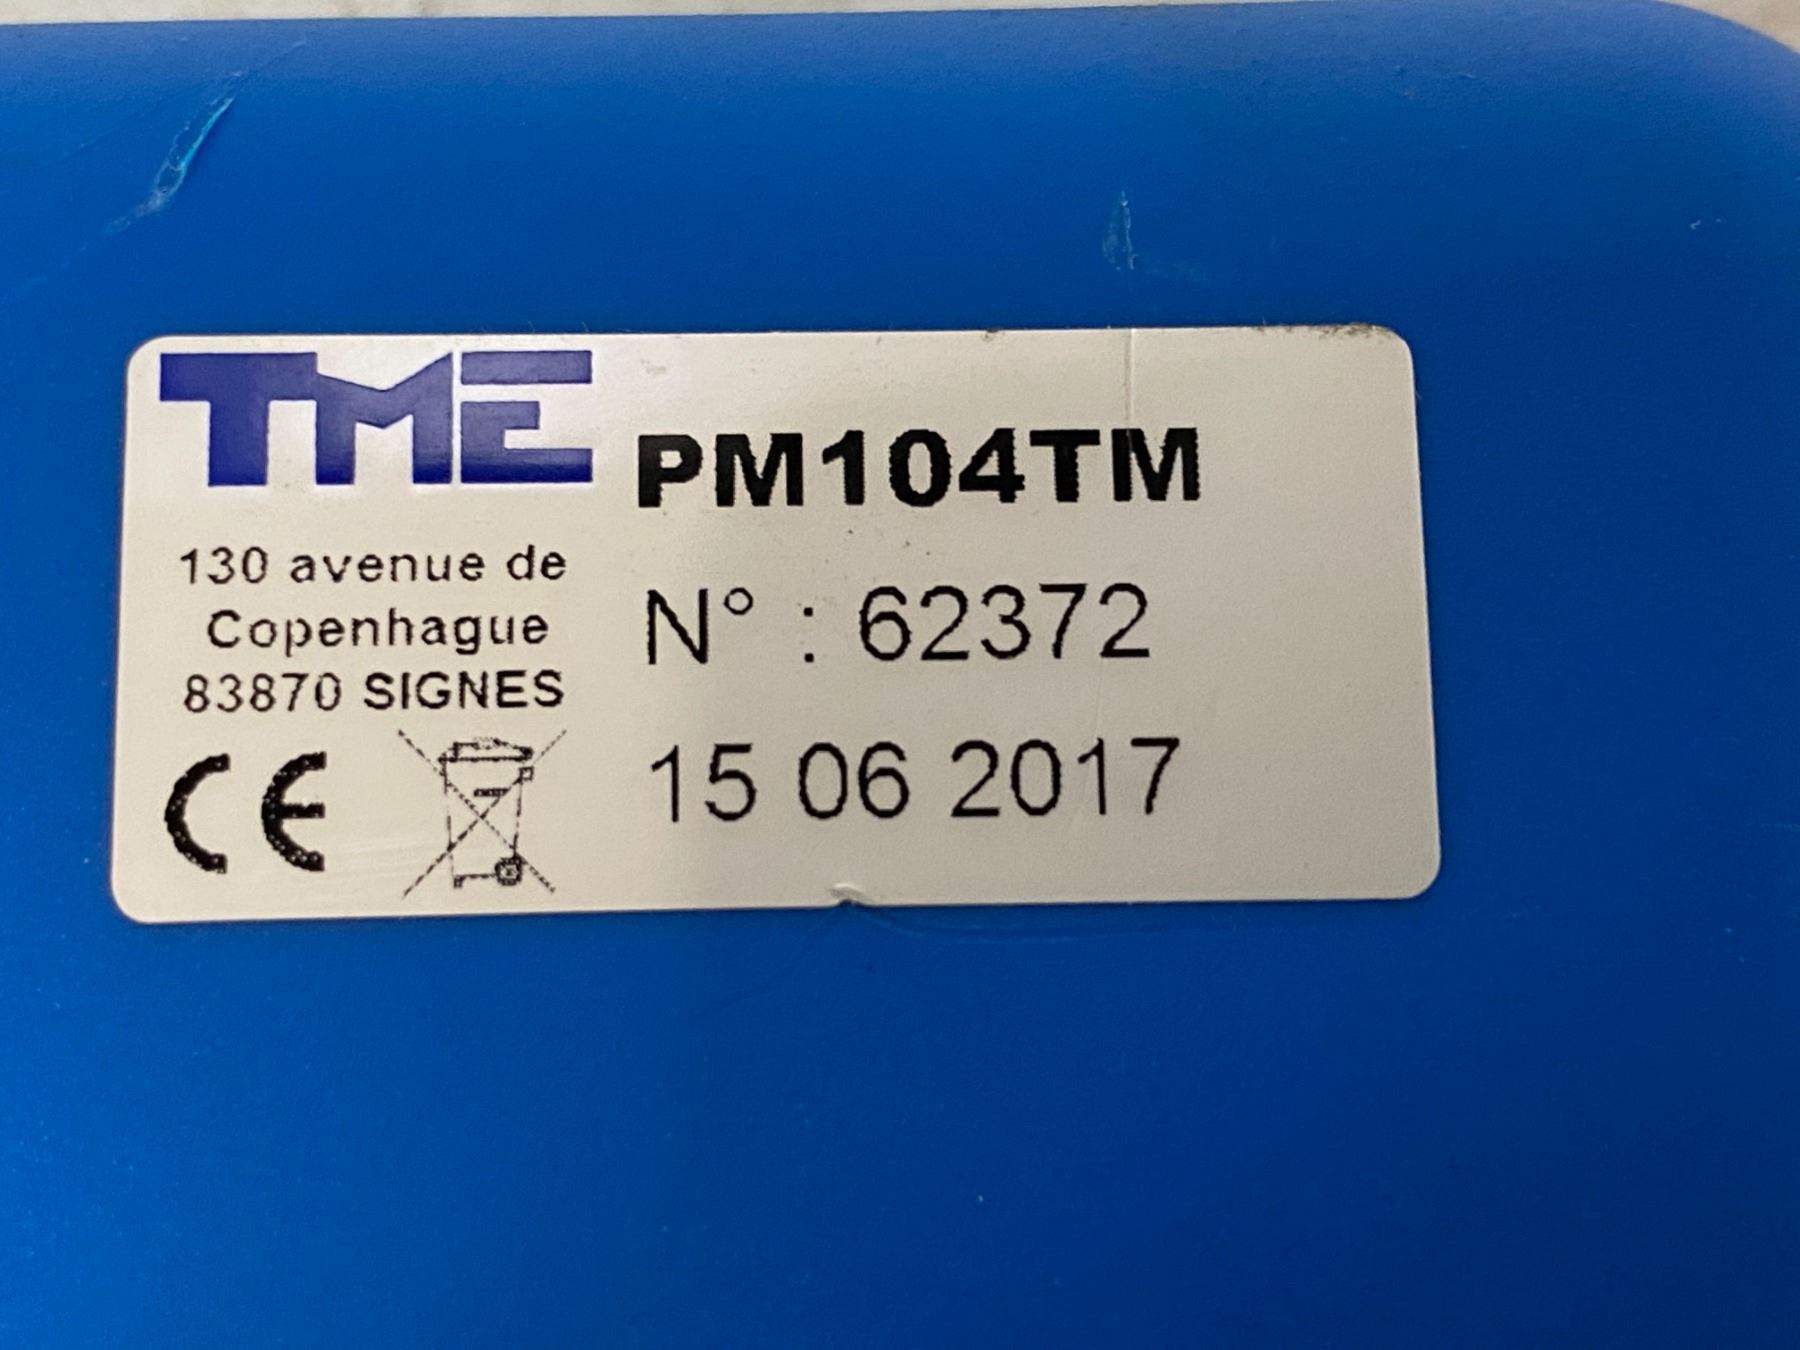 TME
PM104TM
130 avenue de
Copenhague
83870 SIGNES
N° : 62372
15 06 2017
CE